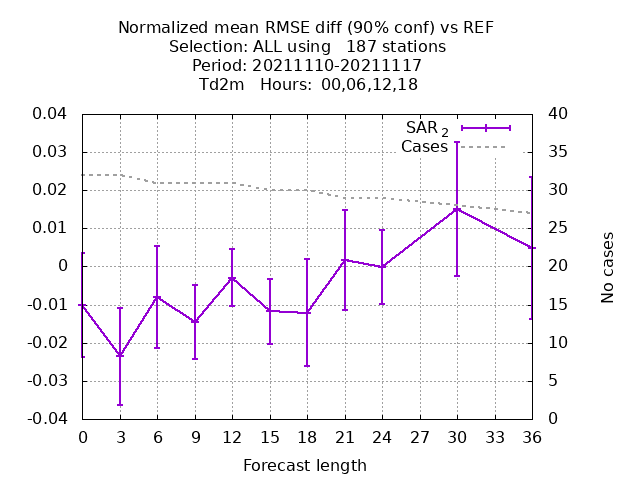 Normalized mean RMSE diff (90% conf) vs REF
Selection: ALL using   187 stations
Period: 20211110-20211117
Td2m   Hours:  00,06,12,18
0.04
0.03
0.02
0.01
0
-0.01
-0.02
-0.03
-0.04
SAR 2
Cases
40
35
30
25
20
15
10
5
0
No cases
0 3 6 9 12 15 18 21 24 27 30 33 36
Forecast length